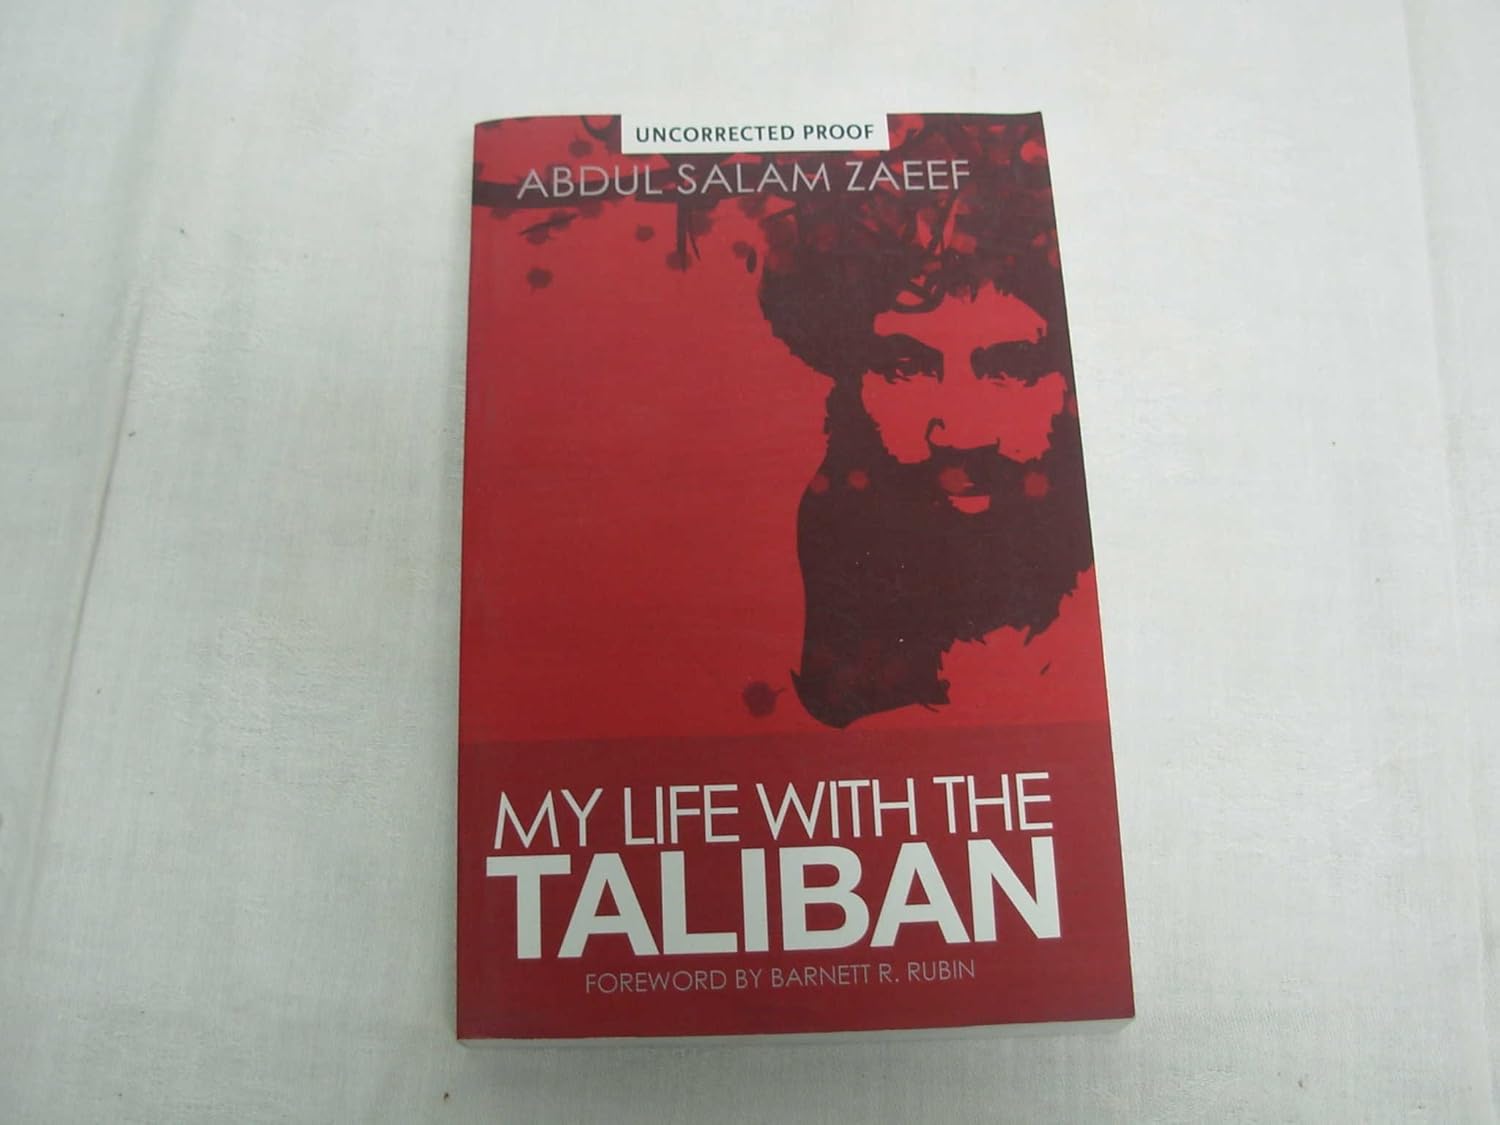 UNCORRECTED PROOF
ABDUL SALAM ZAEEF
MY LIFE WITH THE
TALIBAN
FOREWORD BY BARNETT R. RUBIN